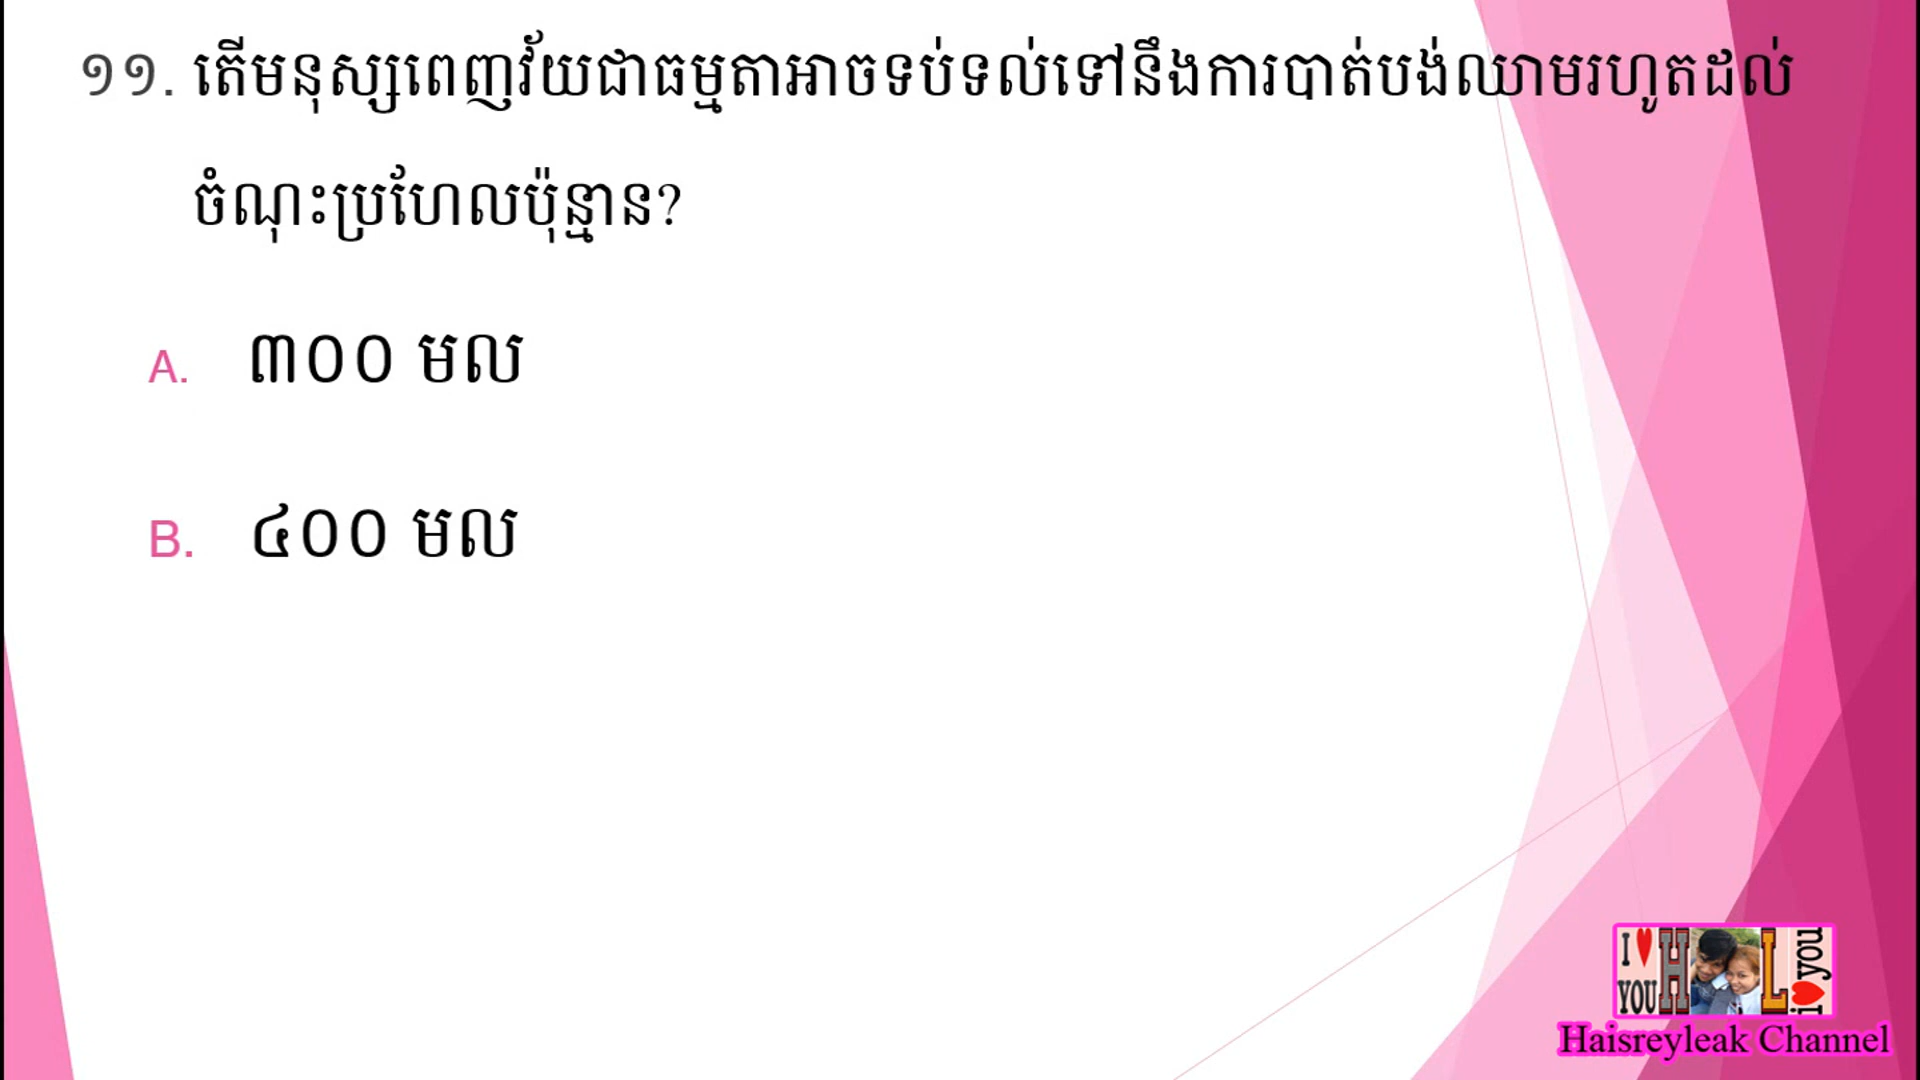 ១១. តើមនុស្សពេញវ័យជាធម្មតាអាចទប់ទល់ទៅនឹងការបាត់បង់ឈាមរហូតដល់
ចំណុះប្រហែលប៉ុន្មាន?
A. ៣០០ មល
B. ៤០០ មល
I ♥ YOU H L i ♥ you
Haisreyleak Channel